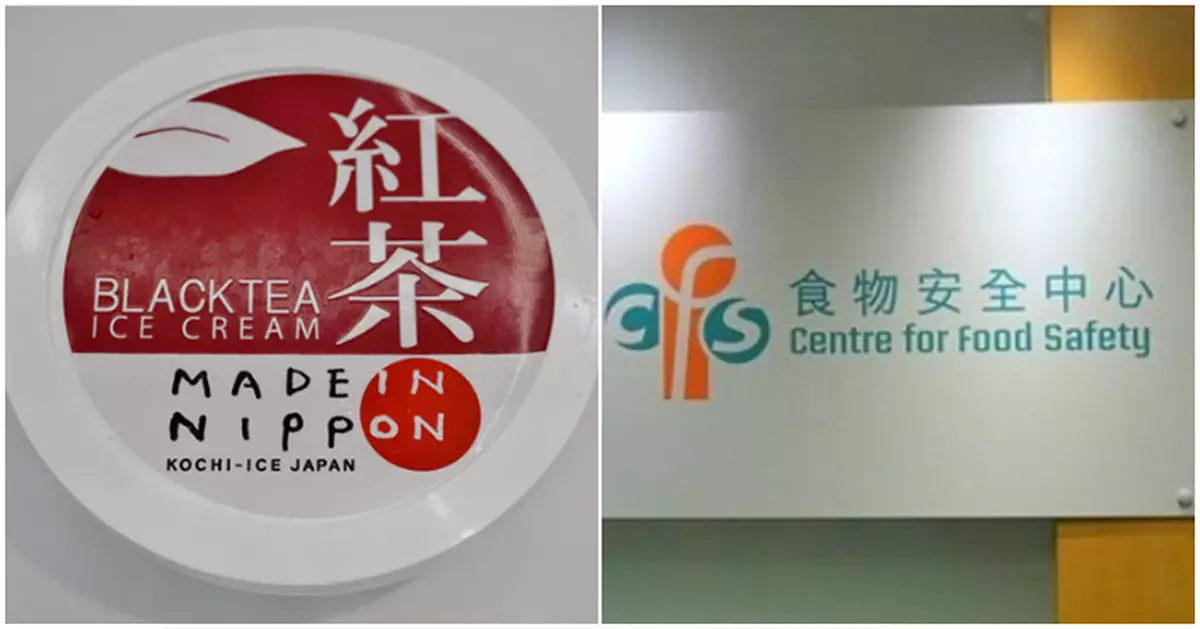 紅茶
BLACKTEA
ICE CREAM
MADE IN
NIPPON
KOCHI-ICE JAPAN
cfs
食物安全中心
Centre for Food Safety